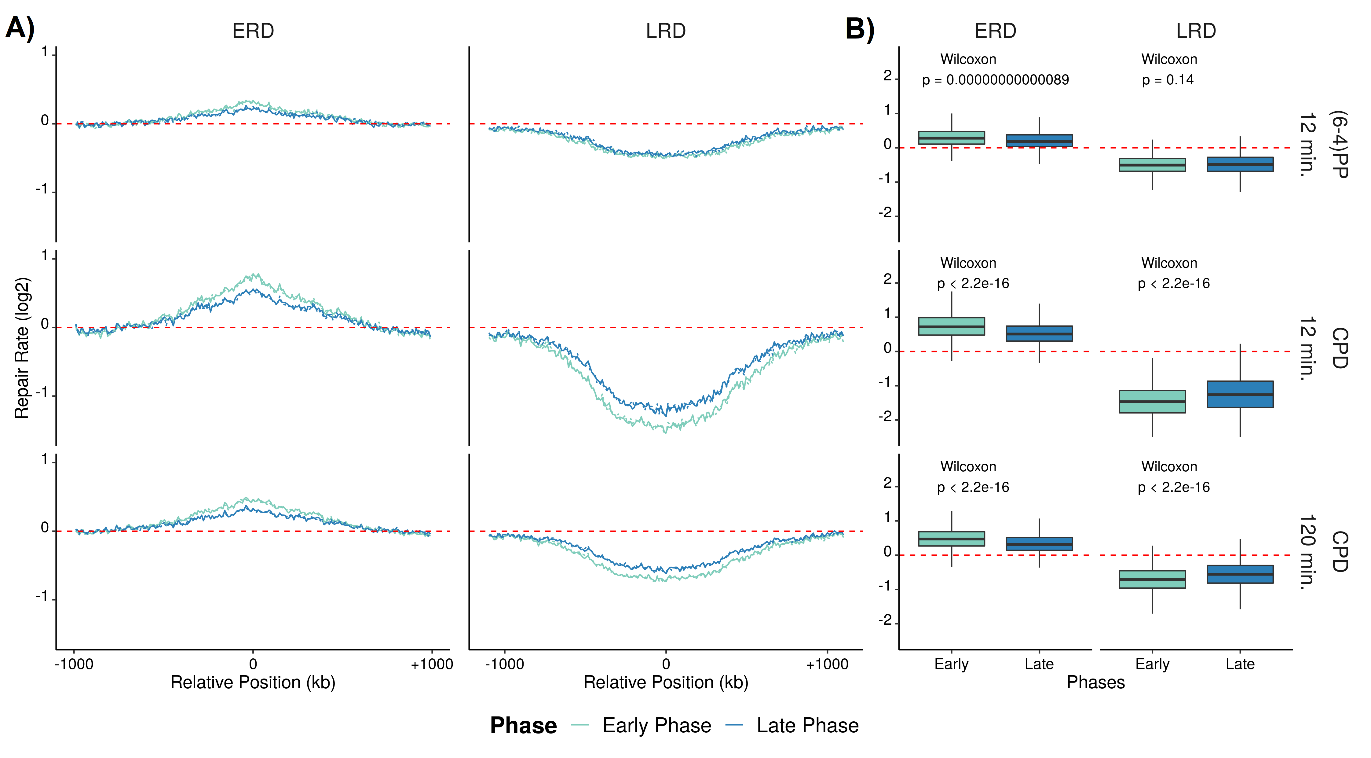 A)
ERD
LRD
B)
ERD
LRD
Repair Rate (log2)
1
0
-1
1
0
-1
1
0
-1
-1000
0
+1000
-1000
0
+1000
Relative Position (kb)
Relative Position (kb)
Wilcoxon
p = 0.00000000000089
Wilcoxon
p = 0.14
2
1
0
-1
-2
(6-4)PP
12 min.
Wilcoxon
p < 2.2e-16
Wilcoxon
p < 2.2e-16
2
1
0
-1
-2
CPD
12 min.
Wilcoxon
p < 2.2e-16
Wilcoxon
p < 2.2e-16
2
1
0
-1
-2
CPD
120 min.
Early
Late
Early
Late
Phases
Phase
Early Phase
Late Phase